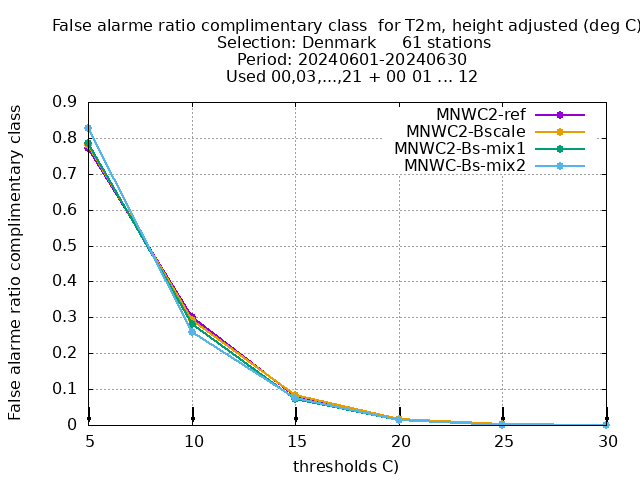 False alarme ratio complimentary class  for T2m, height adjusted (deg C)
Selection: Denmark     61 stations
Period: 20240601-20240630
Used 00,03,...,21 + 00 01 ... 12
False alarme ratio complimentary class
0.9
0.8
0.7
0.6
0.5
0.4
0.3
0.2
0.1
0
MNWC2-ref
MNWC2-Bscale
MNWC2-Bs-mix1
MNWC-Bs-mix2
5 10 15 20 25 30
thresholds C)